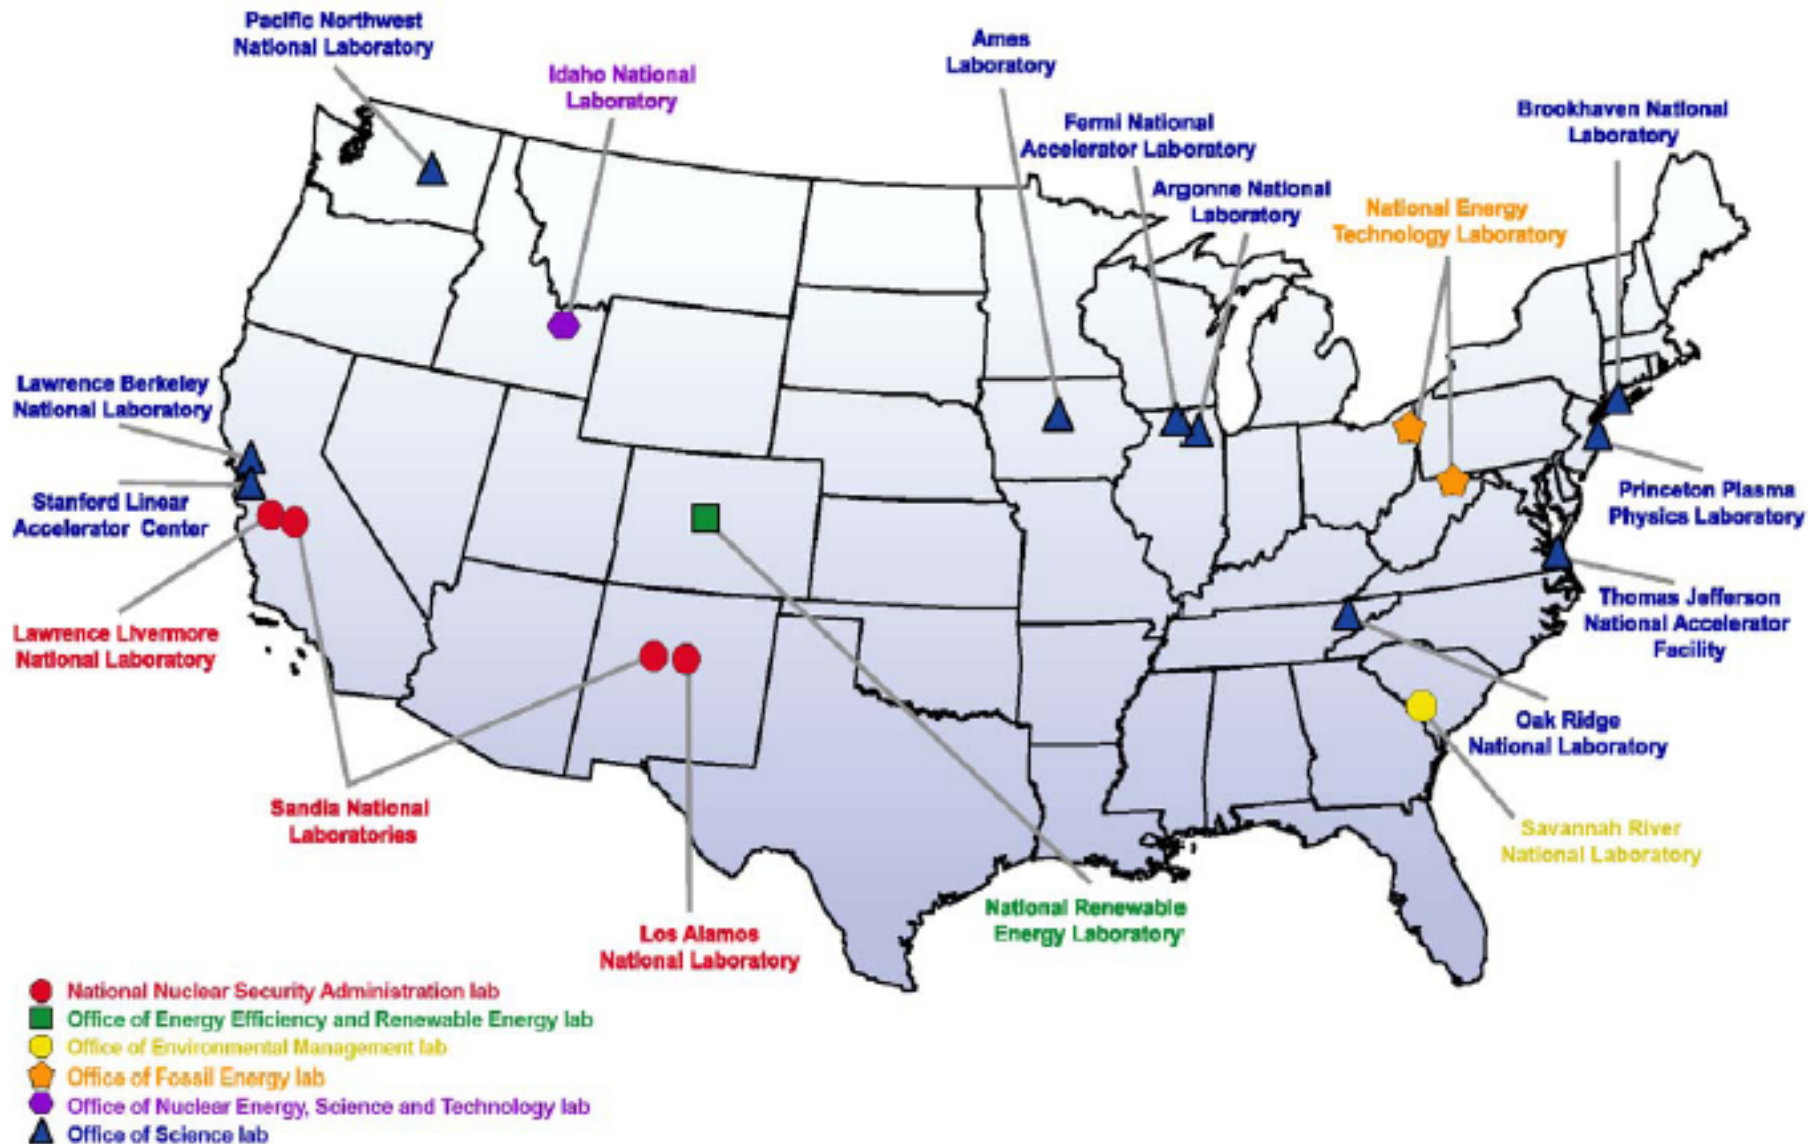 Pacific Northwest
National Laboratory
Idaho National
Laboratory
Ames
Laboratory
Fermi National
Accelerator Laboratory
Argonne National
Laboratory
National Energy
Technology Laboratory
Brookhaven National
Laboratory
Lawrence Berkeley
National Laboratory
Stanford Linear
Accelerator Center
Lawrence Livermore
National Laboratory
Sandia National
Laboratories
Los Alamos
National Laboratory
National Renewable
Energy Laboratory
Princeton Plasma
Physics Laboratory
Thomas Jefferson
National Accelerator
Facility
Oak Ridge
National Laboratory
Savannah River
National Laboratory
National Nuclear Security Administration lab
Office of Energy Efficiency and Renewable Energy lab
Office of Environmental Management lab
Office of Fossil Energy lab
Office of Nuclear Energy, Science and Technology lab
Office of Science lab